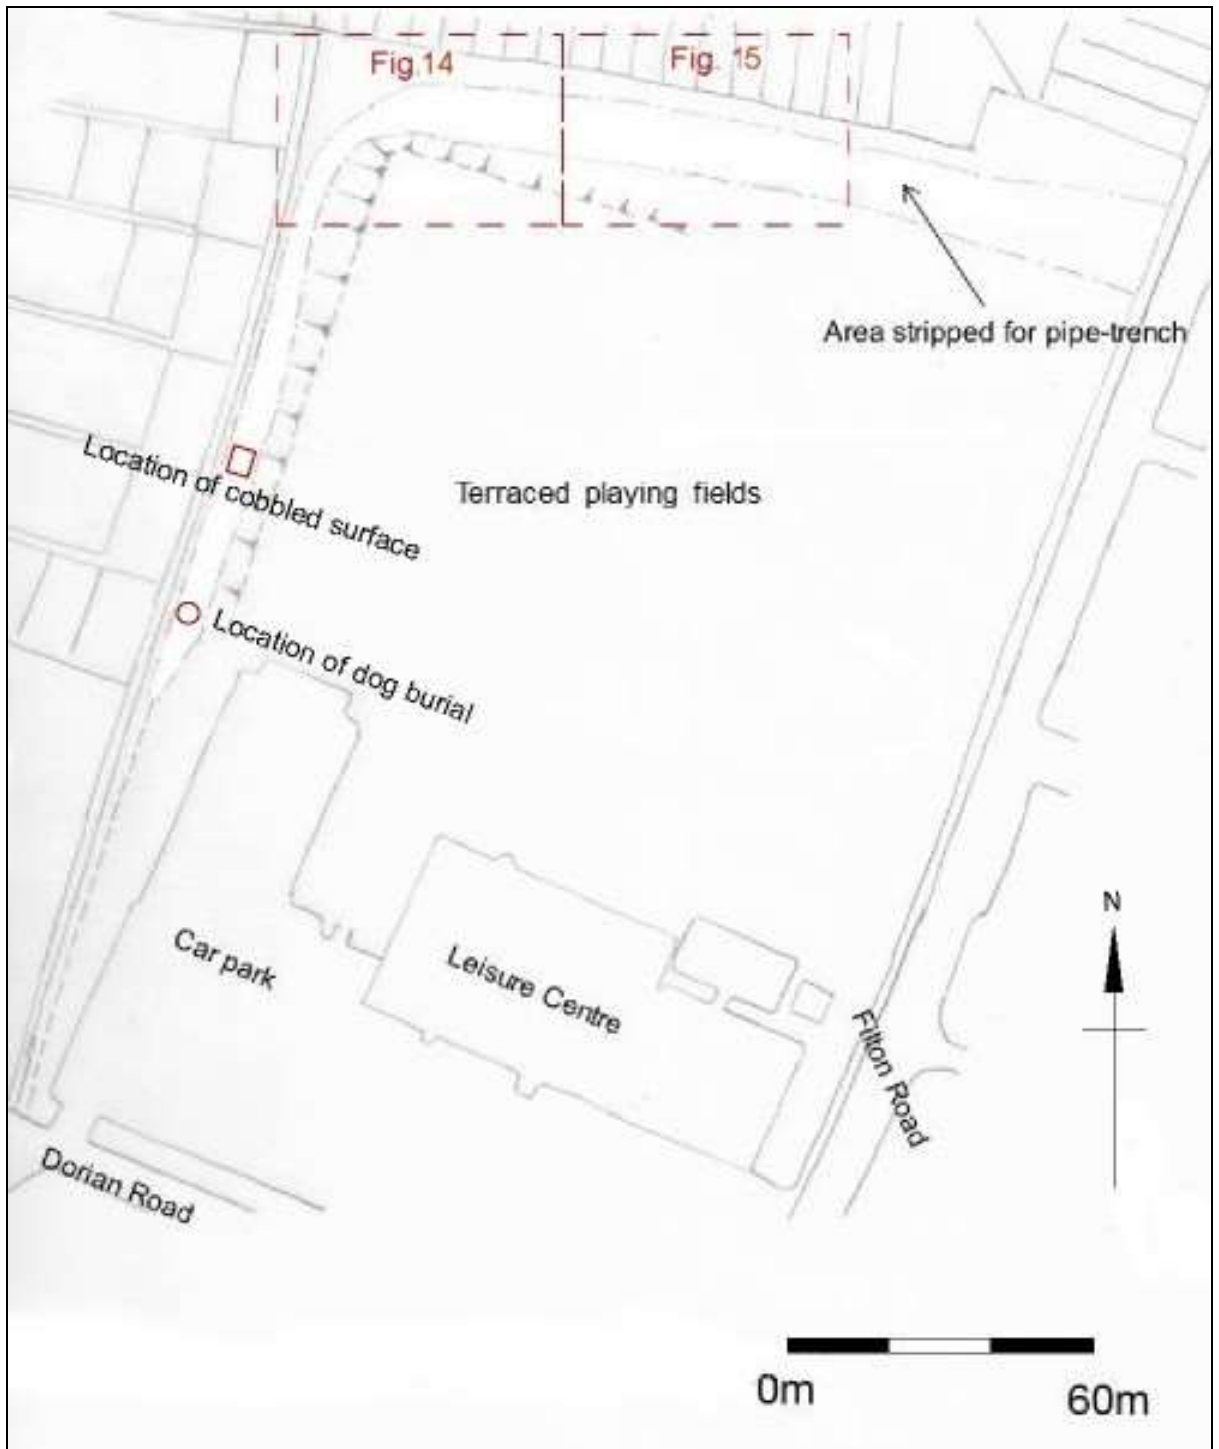 Fig.14
Fig. 15
Area stripped for pipe-trench
Location of cobbled surface
Terraced playing fields
Location of dog burial
N
Car park
Leisure Centre
Filton Road
Dorian Road
0m
60m